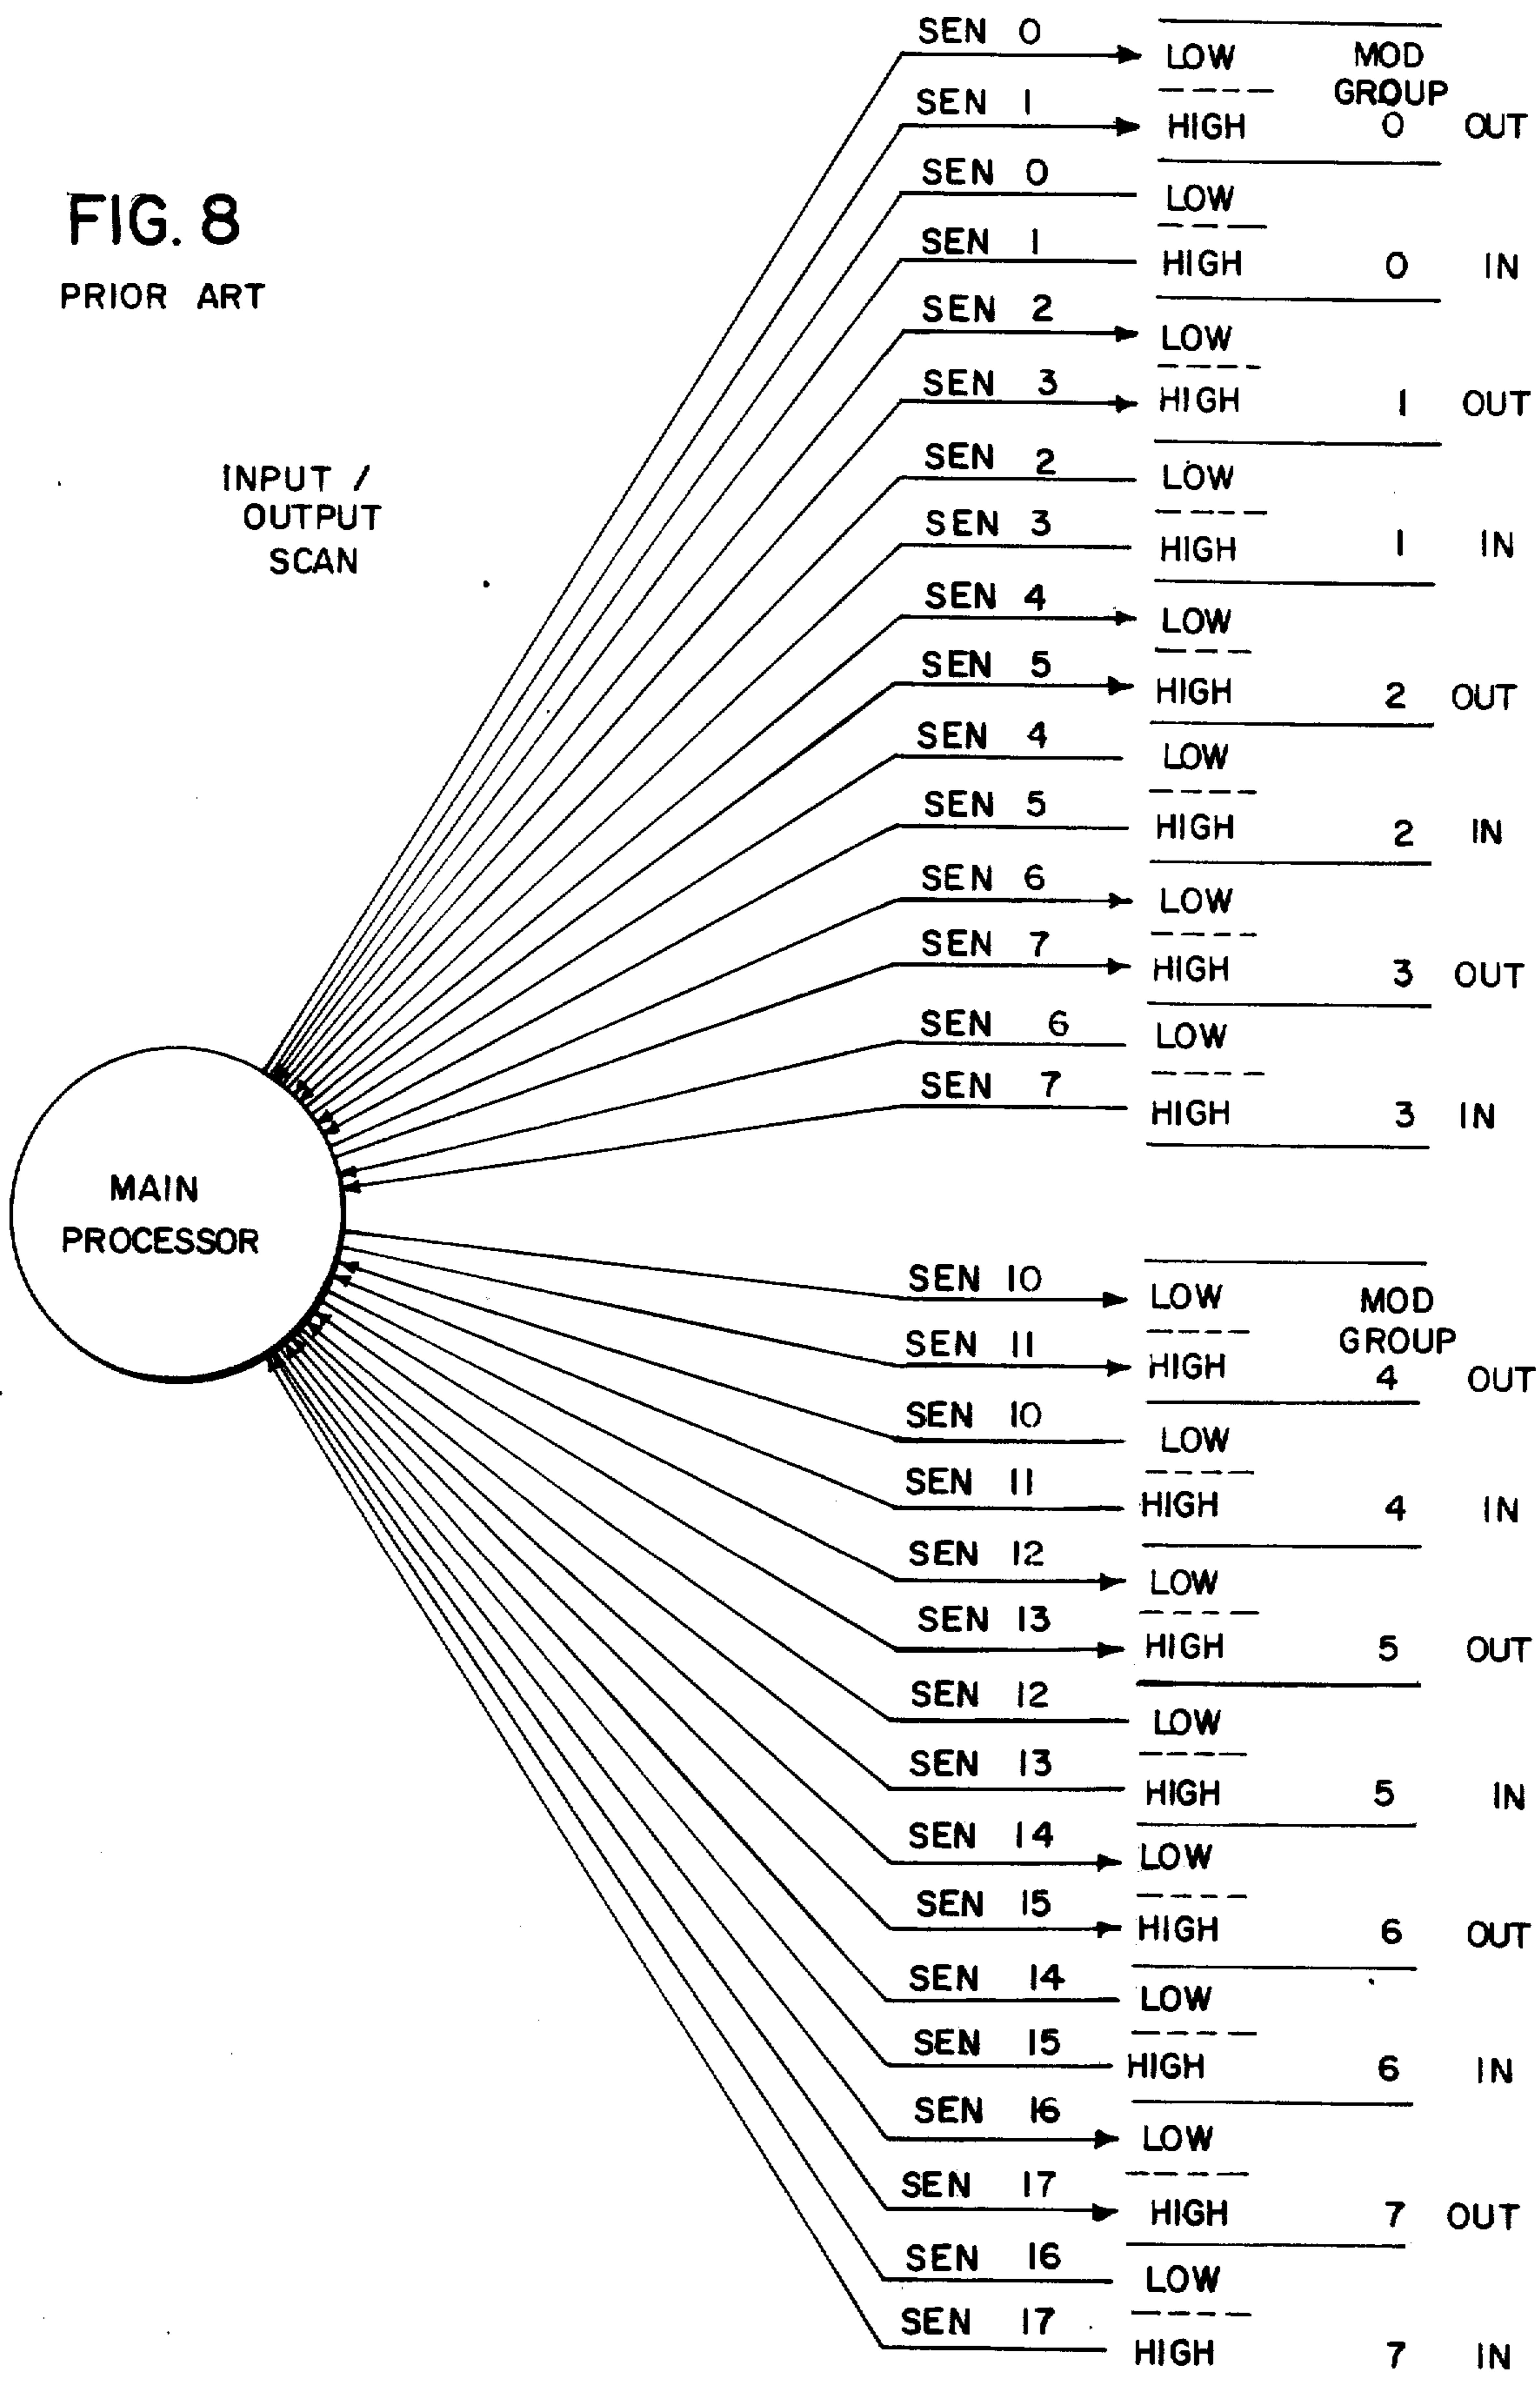 FIG. 8
PRIOR ART
INPUT /
OUTPUT
SCAN
MAIN
PROCESSOR
SEN 0 LOW MOD
GROUP
SEN 1 HIGH 0 OUT
SEN 0 LOW
SEN 1 HIGH 0 IN
SEN 2 LOW
SEN 3 HIGH 1 OUT
SEN 2 LOW
SEN 3 HIGH 1 IN
SEN 4 LOW
SEN 5 HIGH 2 OUT
SEN 4 LOW
SEN 5 HIGH 2 IN
SEN 6 LOW
SEN 7 HIGH 3 OUT
SEN 6 LOW
SEN 7 HIGH 3 IN
SEN 10 LOW MOD
GROUP
SEN 11 HIGH 4 OUT
SEN 10 LOW
SEN 11 HIGH 4 IN
SEN 12 LOW
SEN 13 HIGH 5 OUT
SEN 12 LOW
SEN 13 HIGH 5 IN
SEN 14 LOW
SEN 15 HIGH 6 OUT
SEN 14 LOW
SEN 15 HIGH 6 IN
SEN 16 LOW
SEN 17 HIGH 7 OUT
SEN 16 LOW
SEN 17 HIGH 7 IN